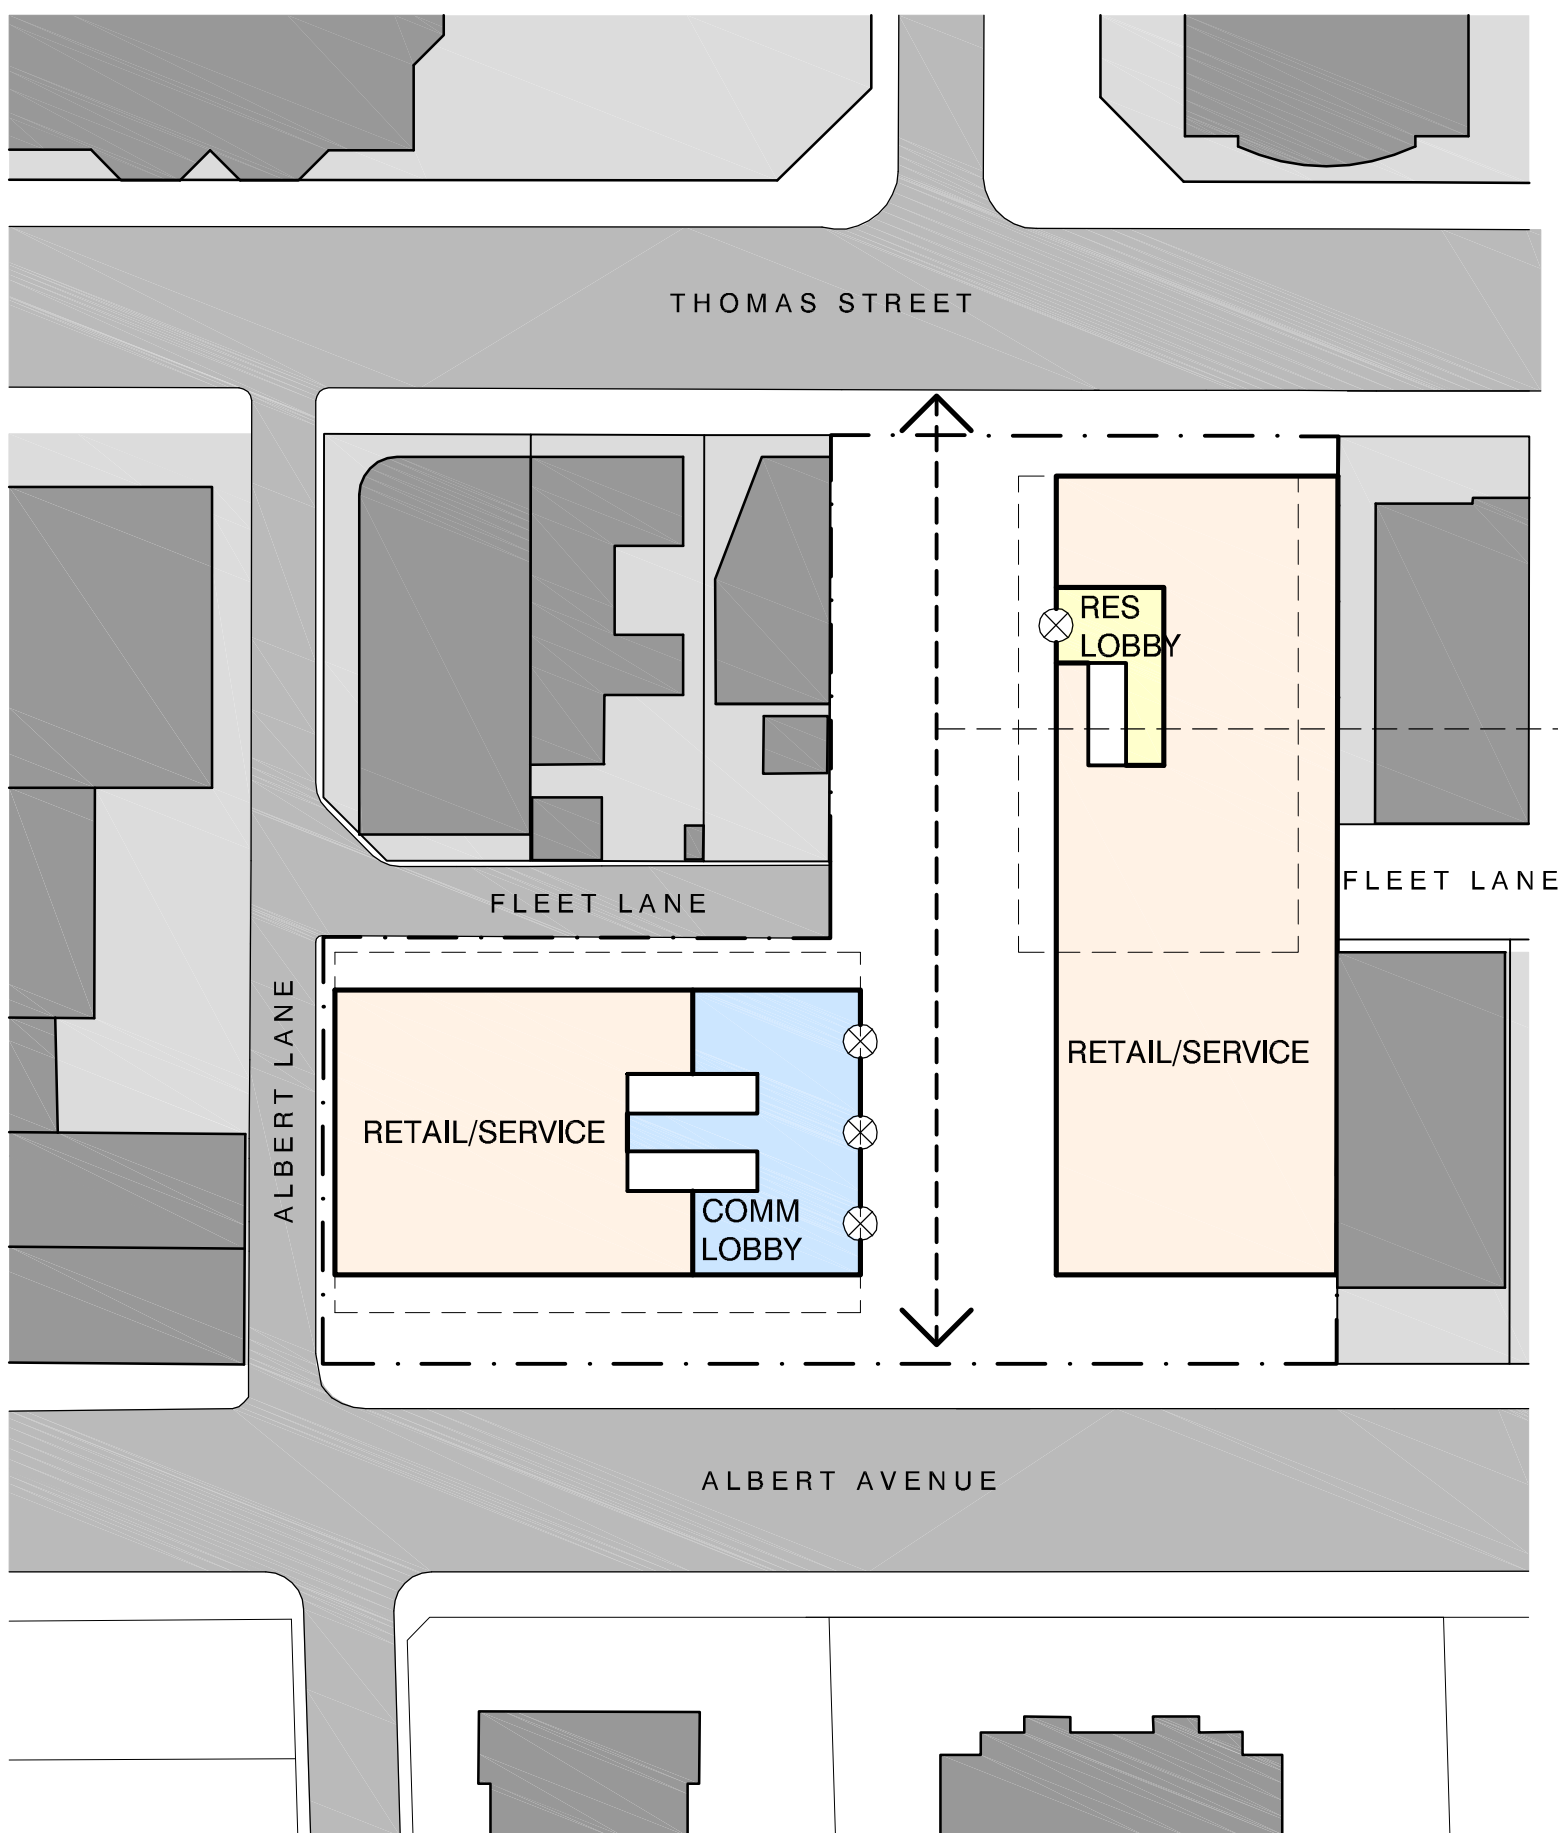 THOMAS STREET
RES
LOBBY
FLEET LANE
FLEET LANE
ALBERT LANE
RETAIL/SERVICE
RETAIL/SERVICE
COMM
LOBBY
ALBERT AVENUE